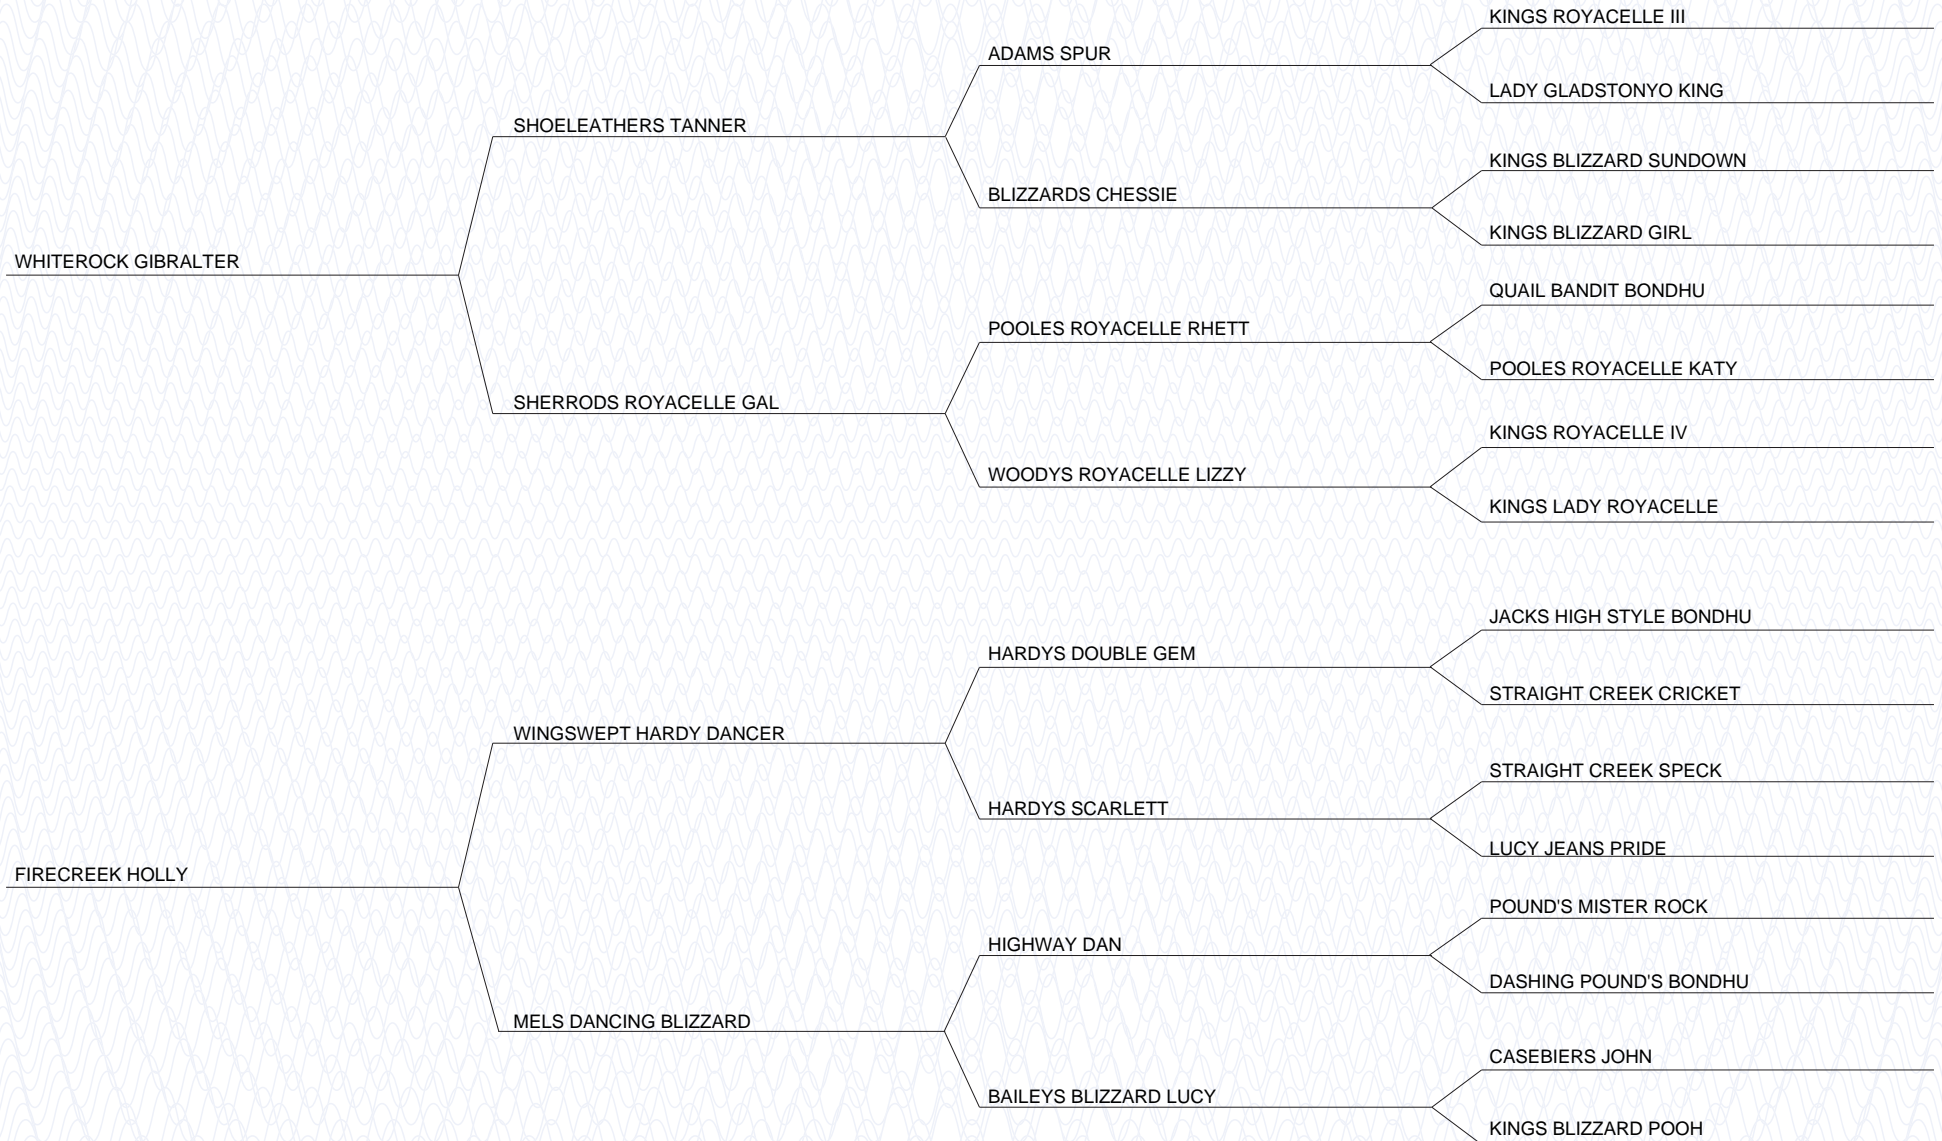 KINGS ROYACELLE III
ADAMS SPUR
LADY GLADSTONYO KING
SHOELEATHERS TANNER
KINGS BLIZZARD SUNDOWN
BLIZZARDS CHESSIE
KINGS BLIZZARD GIRL
WHITEROCK GIBRALTER
QUAIL BANDIT BONDHU
POOLES ROYACELLE RHETT
POOLES ROYACELLE KATY
SHERRODS ROYACELLE GAL
KINGS ROYACELLE IV
WOODYS ROYACELLE LIZZY
KINGS LADY ROYACELLE
JACKS HIGH STYLE BONDHU
HARDYS DOUBLE GEM
STRAIGHT CREEK CRICKET
WINGSWEPT HARDY DANCER
STRAIGHT CREEK SPECK
HARDYS SCARLETT
LUCY JEANS PRIDE
FIRECREEK HOLLY
POUND'S MISTER ROCK
HIGHWAY DAN
DASHING POUND'S BONDHU
MELS DANCING BLIZZARD
CASEBIERS JOHN
BAILEYS BLIZZARD LUCY
KINGS BLIZZARD POOH